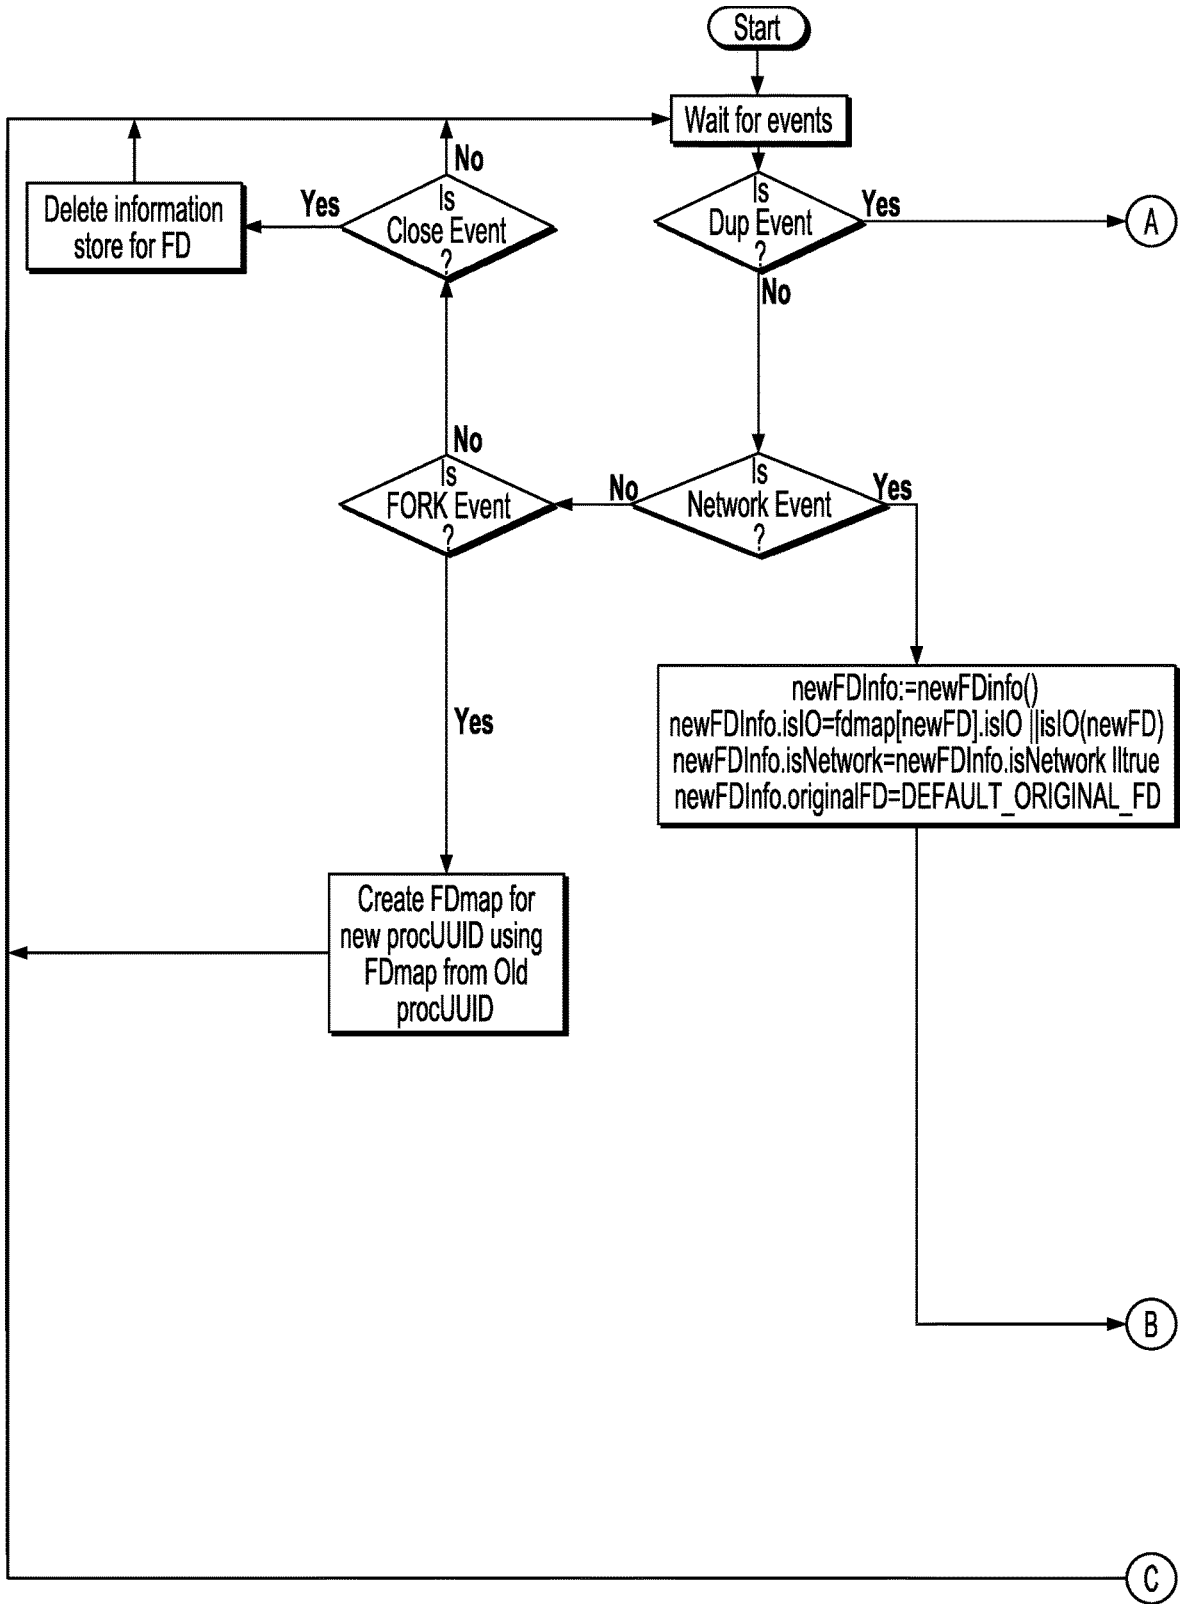 Start
Wait for events
Is
Dup Event
?
Yes
A
No
Is
Network Event
?
Yes
No
Is
FORK Event
?
No
Is
Close Event
?
No
Yes
Delete information
store for FD
Yes
Create FDmap for
new procUUID using
FDmap from Old
procUUID
newFDInfo:=newFDinfo()
newFDInfo.isIO=fdmap[newFD].isIO ||isIO(newFD)
newFDInfo.isNetwork=newFDInfo.isNetwork lltrue
newFDInfo.originalFD=DEFAULT_ORIGINAL_FD
B
C